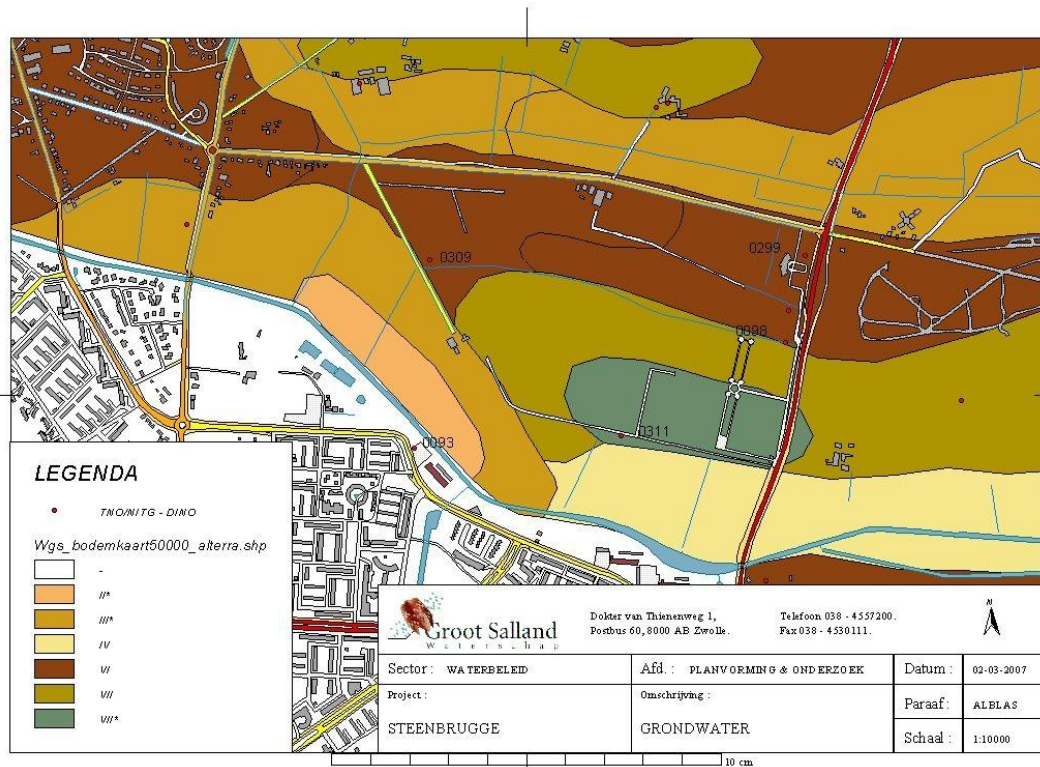 0309
0299
0098
0311
0093
LEGENDA
TNO/NITG - DINO
Wgs_bodemkaart50000_alterra.shp
-
II*
III*
IV
VI
VII
VII*
Groot Salland
Waterschap
Dokter van Thienenweg 1,
Postbus 60, 8000 AB Zwolle.
Telefoon 038 - 4557200.
Fax 038 - 4530111.
N
Sector : WATERBELEID
Afd. : PLANVORMING & ONDERZOEK
Datum : 02-03-2007
Project :
STEENBRUGGE
Omschrijving :
GRONDWATER
Paraaf : ALBLAS
Schaal : 1:10000
10 cm